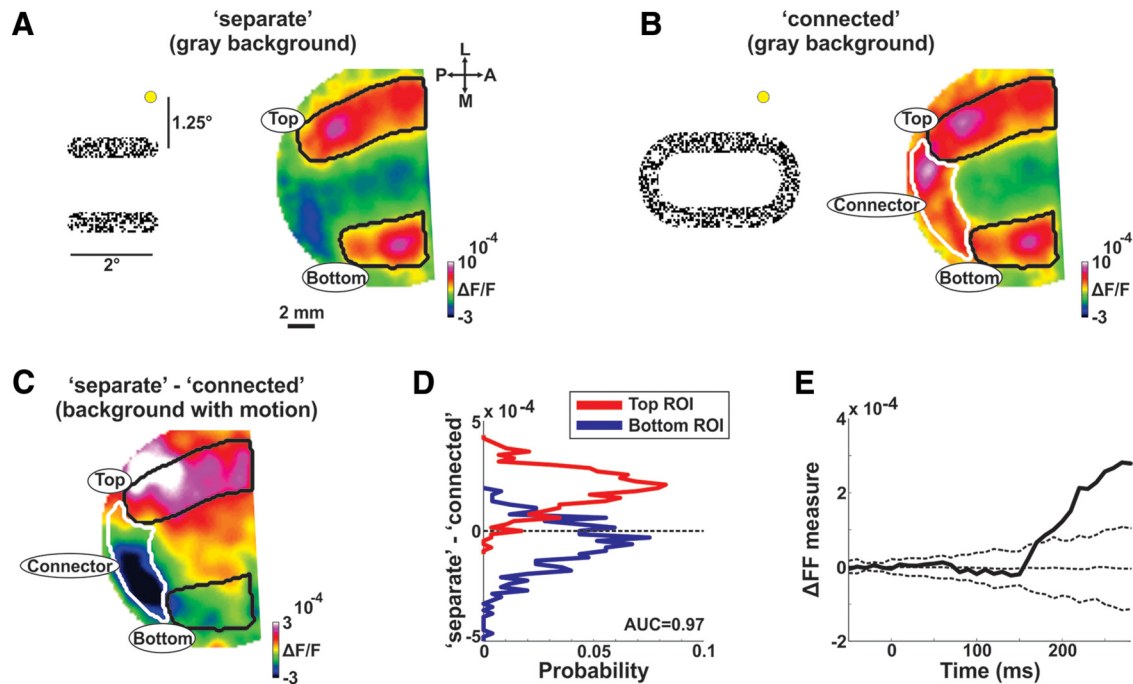 A
'separate'
(gray background)
L
P
A
M
1.25°
Top
Bottom
2°
2 mm
10⁻⁴
10
ΔF/F
-3
B
'connected'
(gray background)
Top
Connector
Bottom
10⁻⁴
10
ΔF/F
-3
C
'separate' - 'connected'
(background with motion)
Top
Connector
Bottom
10⁻⁴
3
ΔF/F
-3
D
x 10⁻⁴
5
0
-5
'separate' - 'connected'
Top ROI
Bottom ROI
AUC=0.97
0
0.05
0.1
Probability
E
x 10⁻⁴
4
2
0
-2
ΔFF measure
0
100
200
Time (ms)